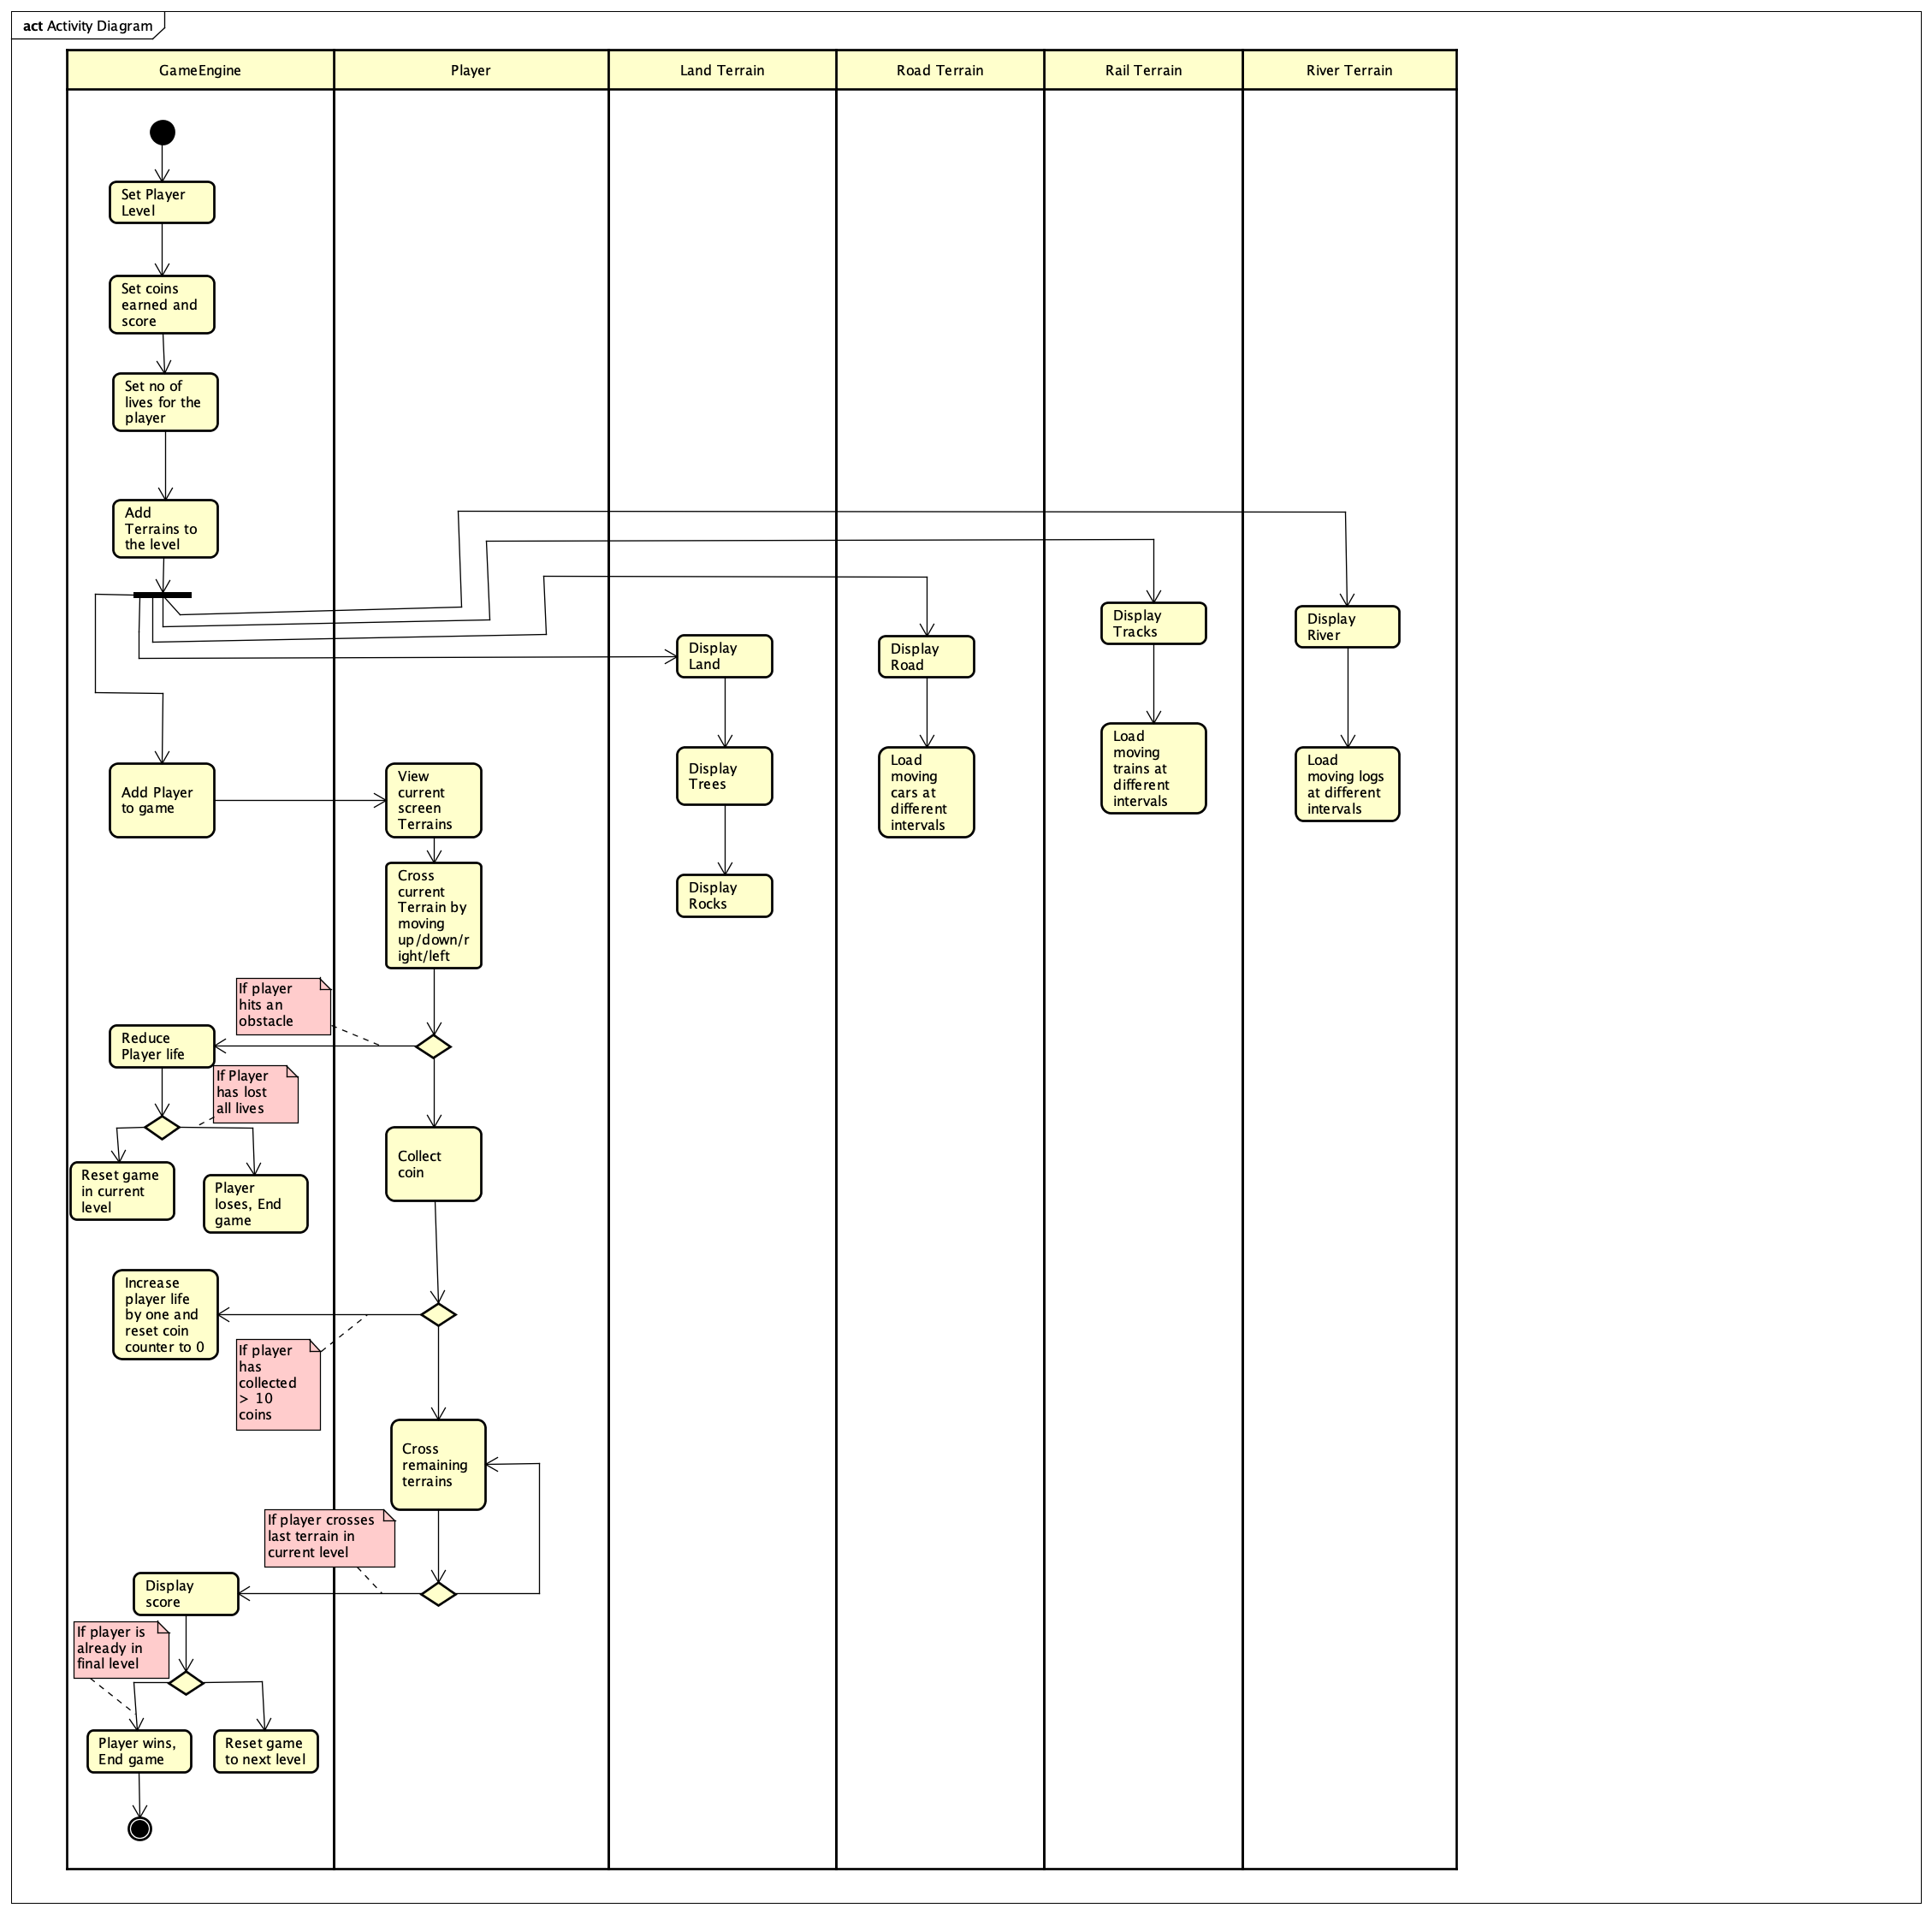 act Activity Diagram
GameEngine
Player
Land Terrain
Road Terrain
Rail Terrain
River Terrain
Set Player
Level
Set coins
earned and
score
Set no of
lives for the
player
Add
Terrains to
the level
Display
Tracks
Display
River
Display
Land
Display
Road
Load
moving
trains at
different
intervals
Display
Trees
Load
moving
cars at
different
intervals
Load
moving logs
at different
intervals
Add Player
to game
View
current
screen
Terrains
Cross
current
Terrain by
moving
up/down/r
ight/left
Display
Rocks
If player
hits an
obstacle
Reduce
Player life
If Player
has lost
all lives
Collect
coin
Reset game
in current
level
Player
loses, End
game
Increase
player life
by one and
reset coin
counter to 0
If player
has
collected
> 10
coins
Cross
remaining
terrains
If player crosses
last terrain in
current level
Display
score
If player is
already in
final level
Player wins,
End game
Reset game
to next level